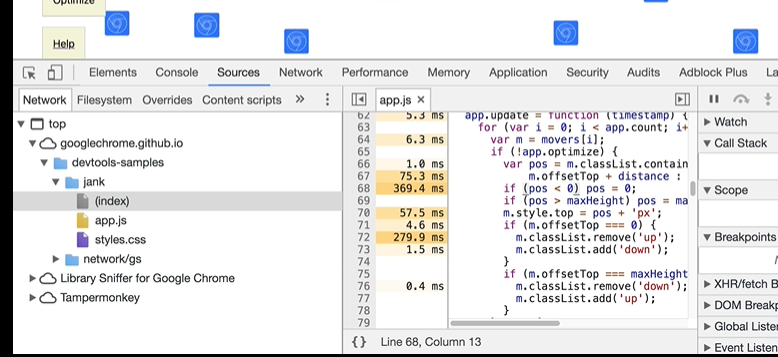 Optimize
Help
Elements Console Sources Network Performance Memory Application Security Audits Adblock Plus La
Network Filesystem Overrides Content scripts »
app.js ×
top
googlechrome.github.io
devtools-samples
jank
(index)
app.js
styles.css
network/gs
Library Sniffer for Google Chrome
Tampermonkey
62 5.3 ms app.update = function (timestamp) {
63 for (var i = 0; i < app.count; i+
64 6.3 ms var m = movers[i];
65 if (!app.optimize) {
66 1.0 ms var pos = m.classList.contain
67 75.3 ms m.offsetTop + distance :
68 369.4 ms if (pos < 0) pos = 0;
69 if (pos > maxHeight) pos = ma
70 57.5 ms m.style.top = pos + 'px';
71 4.6 ms if (m.offsetTop === 0) {
72 279.9 ms m.classList.remove('up');
73 1.5 ms m.classList.add('down');
74 }
75 if (m.offsetTop === maxHeight
76 0.4 ms m.classList.remove('down');
77 m.classList.add('up');
78 }
79
{} Line 68, Column 13
Watch
Call Stack
Scope
Breakpoints
XHR/fetch B
DOM Breakp
Global Liste
Event Listen